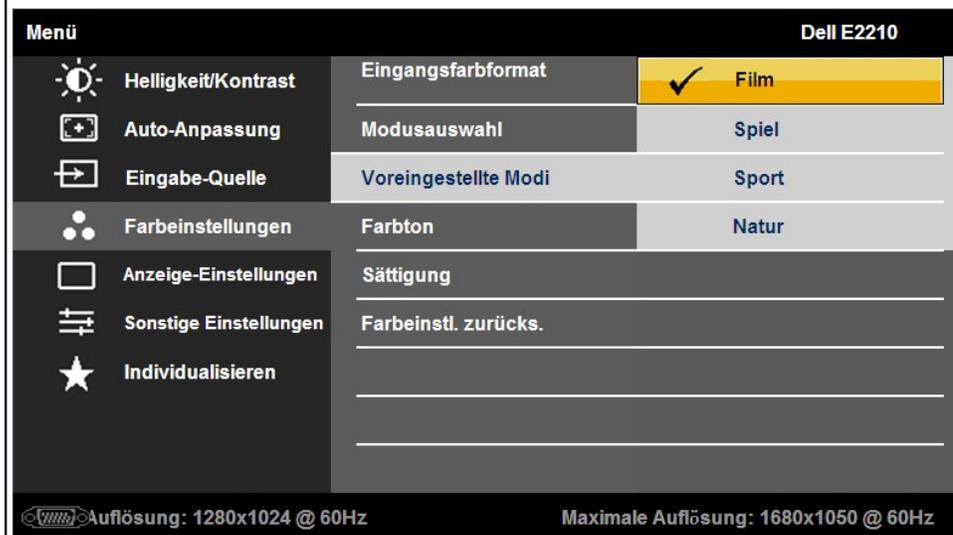 Menü
Dell E2210
Helligkeit/Kontrast
Auto-Anpassung
Eingabe-Quelle
Farbeinstellungen
Anzeige-Einstellungen
Sonstige Einstellungen
Individualisieren
Eingangsfarbformat
Modusauswahl
Voreingestellte Modi
Farbton
Sättigung
Farbeinstl. zurücks.
Film
Spiel
Sport
Natur
Auflösung: 1280x1024 @ 60Hz
Maximale Auflösung: 1680x1050 @ 60Hz